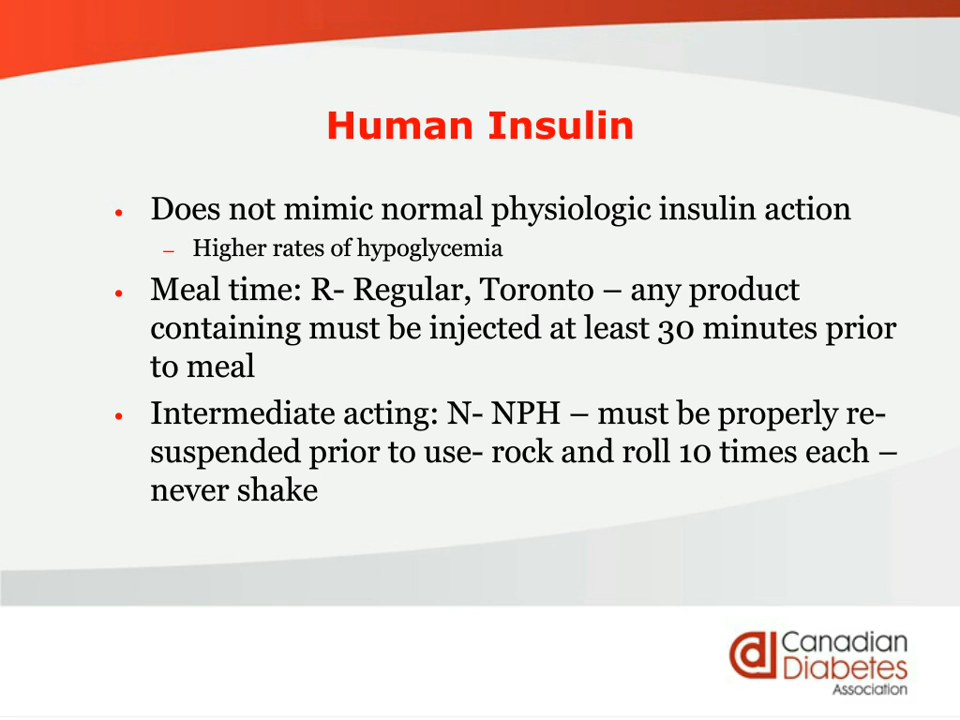 Human Insulin
• Does not mimic normal physiologic insulin action
– Higher rates of hypoglycemia
• Meal time: R- Regular, Toronto – any product
containing must be injected at least 30 minutes prior
to meal
• Intermediate acting: N- NPH – must be properly re-
suspended prior to use- rock and roll 10 times each –
never shake
Canadian
Diabetes
Association